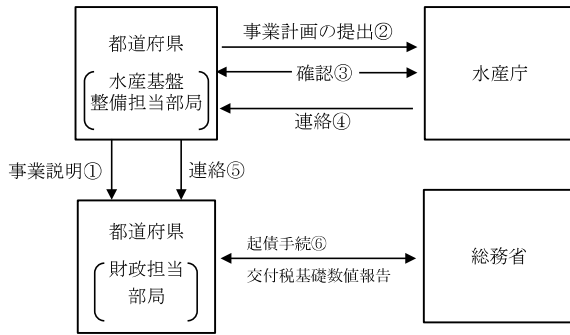 都道府県
水産基盤
整備担当部局
事業計画の提出②
確認③
連絡④
水産庁
事業説明①
連絡⑤
都道府県
財政担当
部局
起債手続⑥
交付税基礎数値報告
総務省